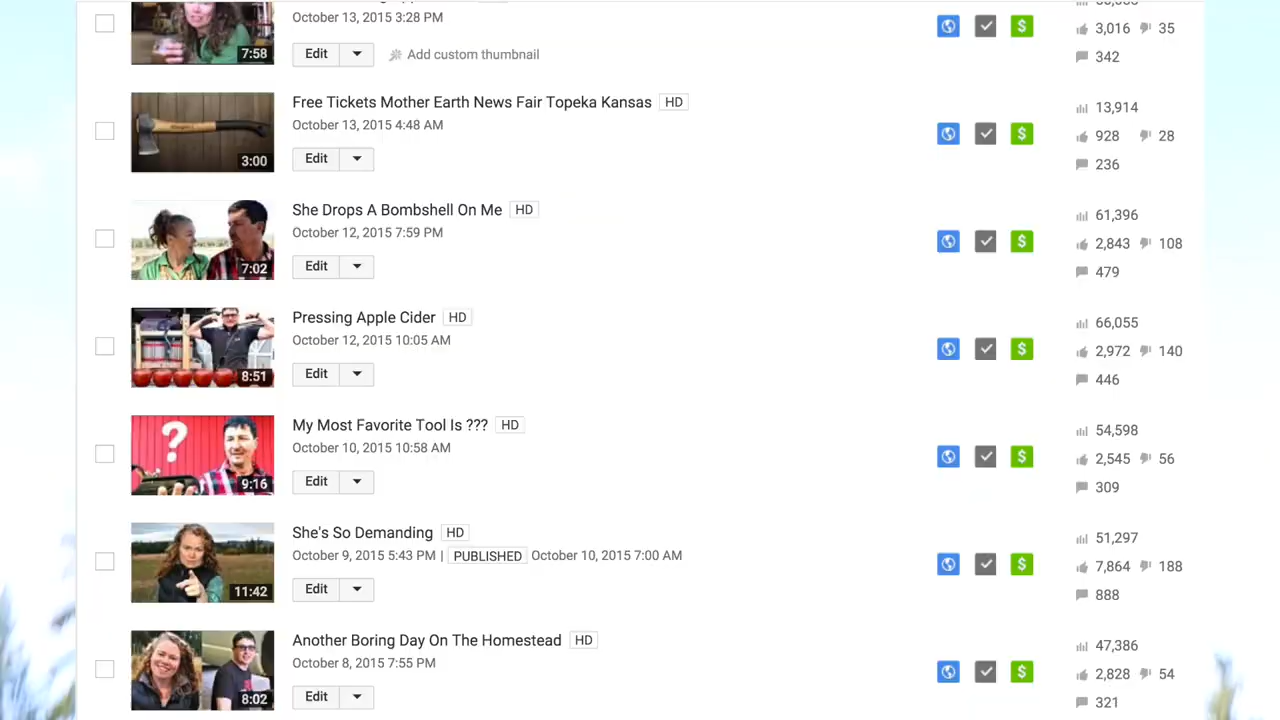 October 13, 2015 3:28 PM
3,016 35
7:58
Edit Add custom thumbnail
342
Free Tickets Mother Earth News Fair Topeka Kansas HD
13,914
October 13, 2015 4:48 AM
928 28
3:00
Edit
236
She Drops A Bombshell On Me HD
61,396
October 12, 2015 7:59 PM
2,843 108
7:02
Edit
479
Pressing Apple Cider HD
66,055
October 12, 2015 10:05 AM
2,972 140
8:51
Edit
446
My Most Favorite Tool Is ??? HD
54,598
?
October 10, 2015 10:58 AM
2,545 56
9:16
Edit
309
She's So Demanding HD
51,297
October 9, 2015 5:43 PM | PUBLISHED October 10, 2015 7:00 AM
7,864 188
11:42
Edit
888
Another Boring Day On The Homestead HD
47,386
October 8, 2015 7:55 PM
2,828 54
8:02
Edit
321